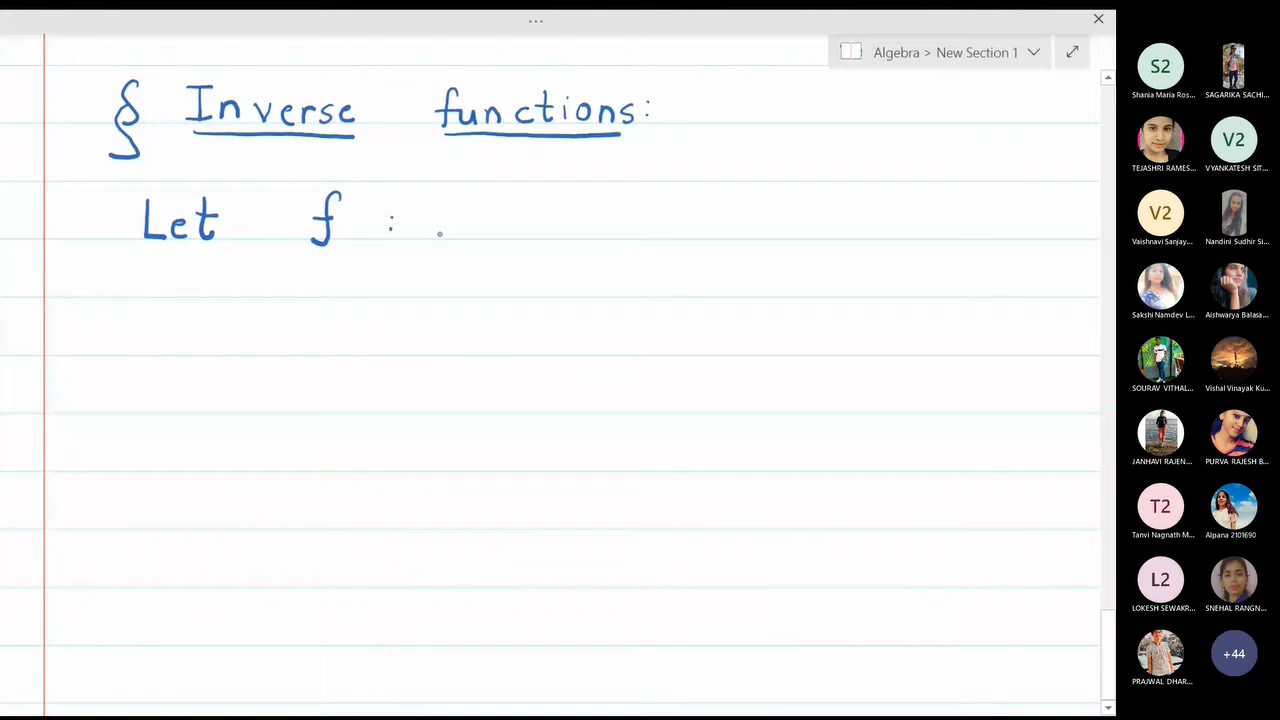 ...
Algebra > New Section 1
§ Inverse functions:
Let f :
S2
Shania Maria Ros...
SAGARIKA SACHI...
TEJASHRI RAMES...
V2
VYANKATESH SIT...
V2
Vaishnavi Sanjay...
Nandini Sudhir Si...
Sakshi Namdev L...
Aishwarya Balasa...
SOURAV VITHAL...
Vishal Vinayak Ku...
JANHAVI RAJEN...
PURVA RAJESH B...
T2
Tanvi Nagnath M...
Alpana 2101690
L2
LOKESH SEWAKR...
SNEHAL RANGN...
PRAJWAL DHAR...
+44